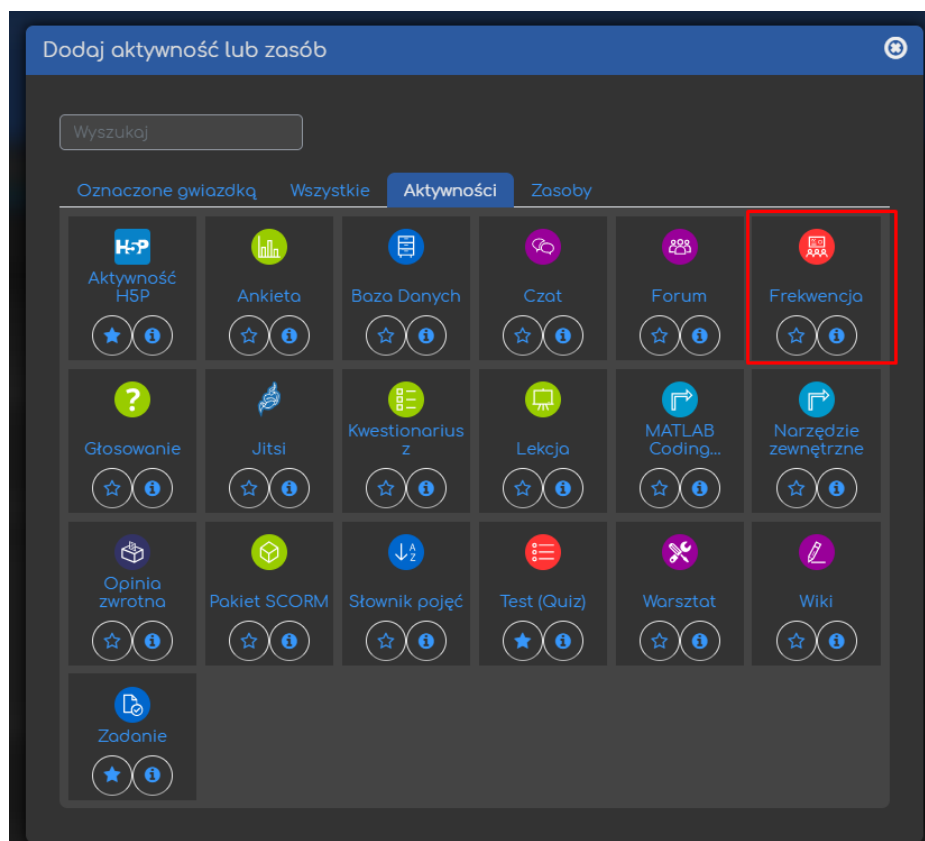 Dodaj aktywność lub zasób
Wyszukaj
Oznaczone gwiazdką Wszystkie Aktywności Zasoby
H5P
Aktywność
H5P
Ankieta
Baza Danych
Czat
Forum
Frekwencja
?
Głosowanie
Jitsi
Kwestionarius
z
Lekcja
MATLAB
Coding...
Narzędzie
zewnętrzne
Opinia
zwrotna
Pakiet SCORM
A
Z
Słownik pojęć
Test (Quiz)
Warsztat
Wiki
Zadanie